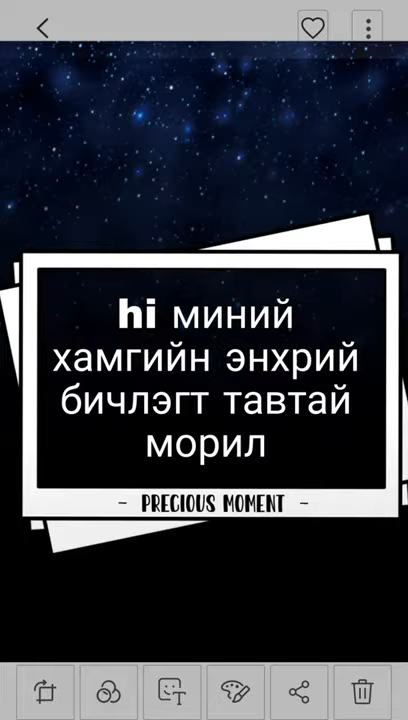 hi миний
хамгийн энхрий
бичлэгт тавтай
морил
- PRECIOUS MOMENT -